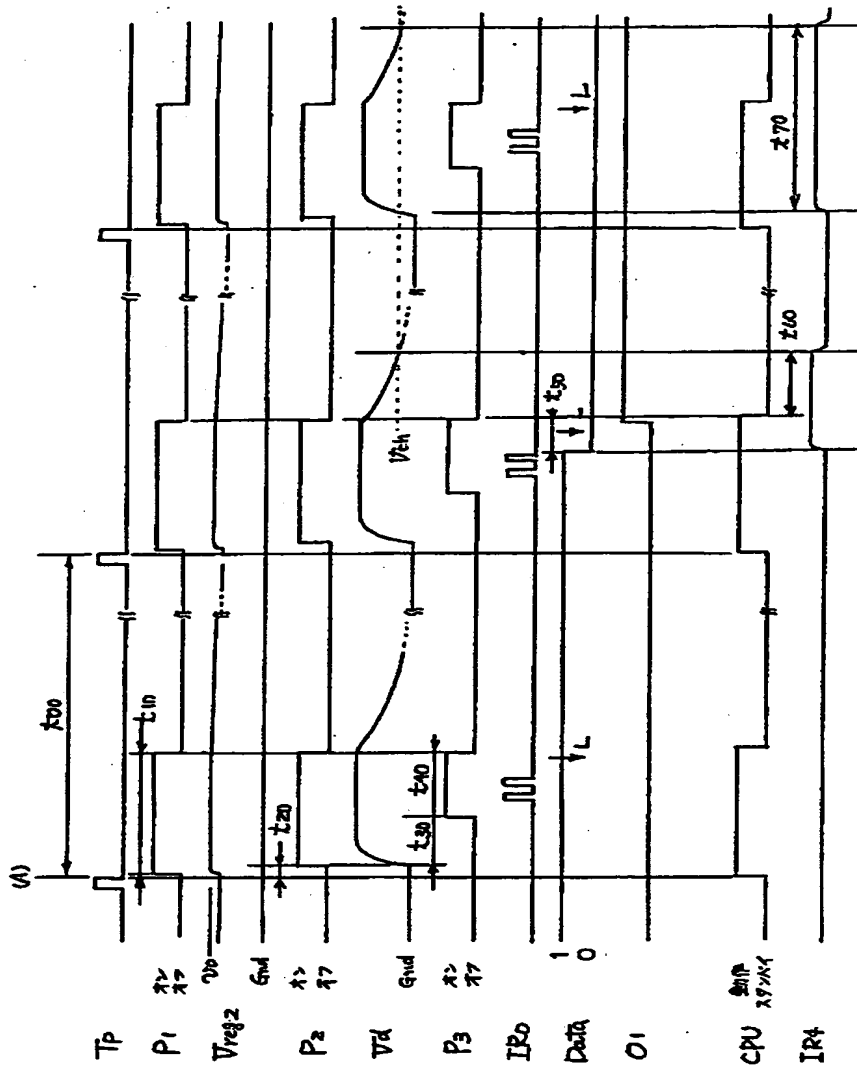 (A)
t00
t10
t20
t30
t40
t50
t60
t70
Vth
L
L
L
TP
P1
オン
オフ
Vreg2
V0
Gnd
P2
オン
オフ
Vd
Gnd
P3
オン
オフ
IR0
Data
1
0
O1
CPU
動作
スタンバイ
IR4